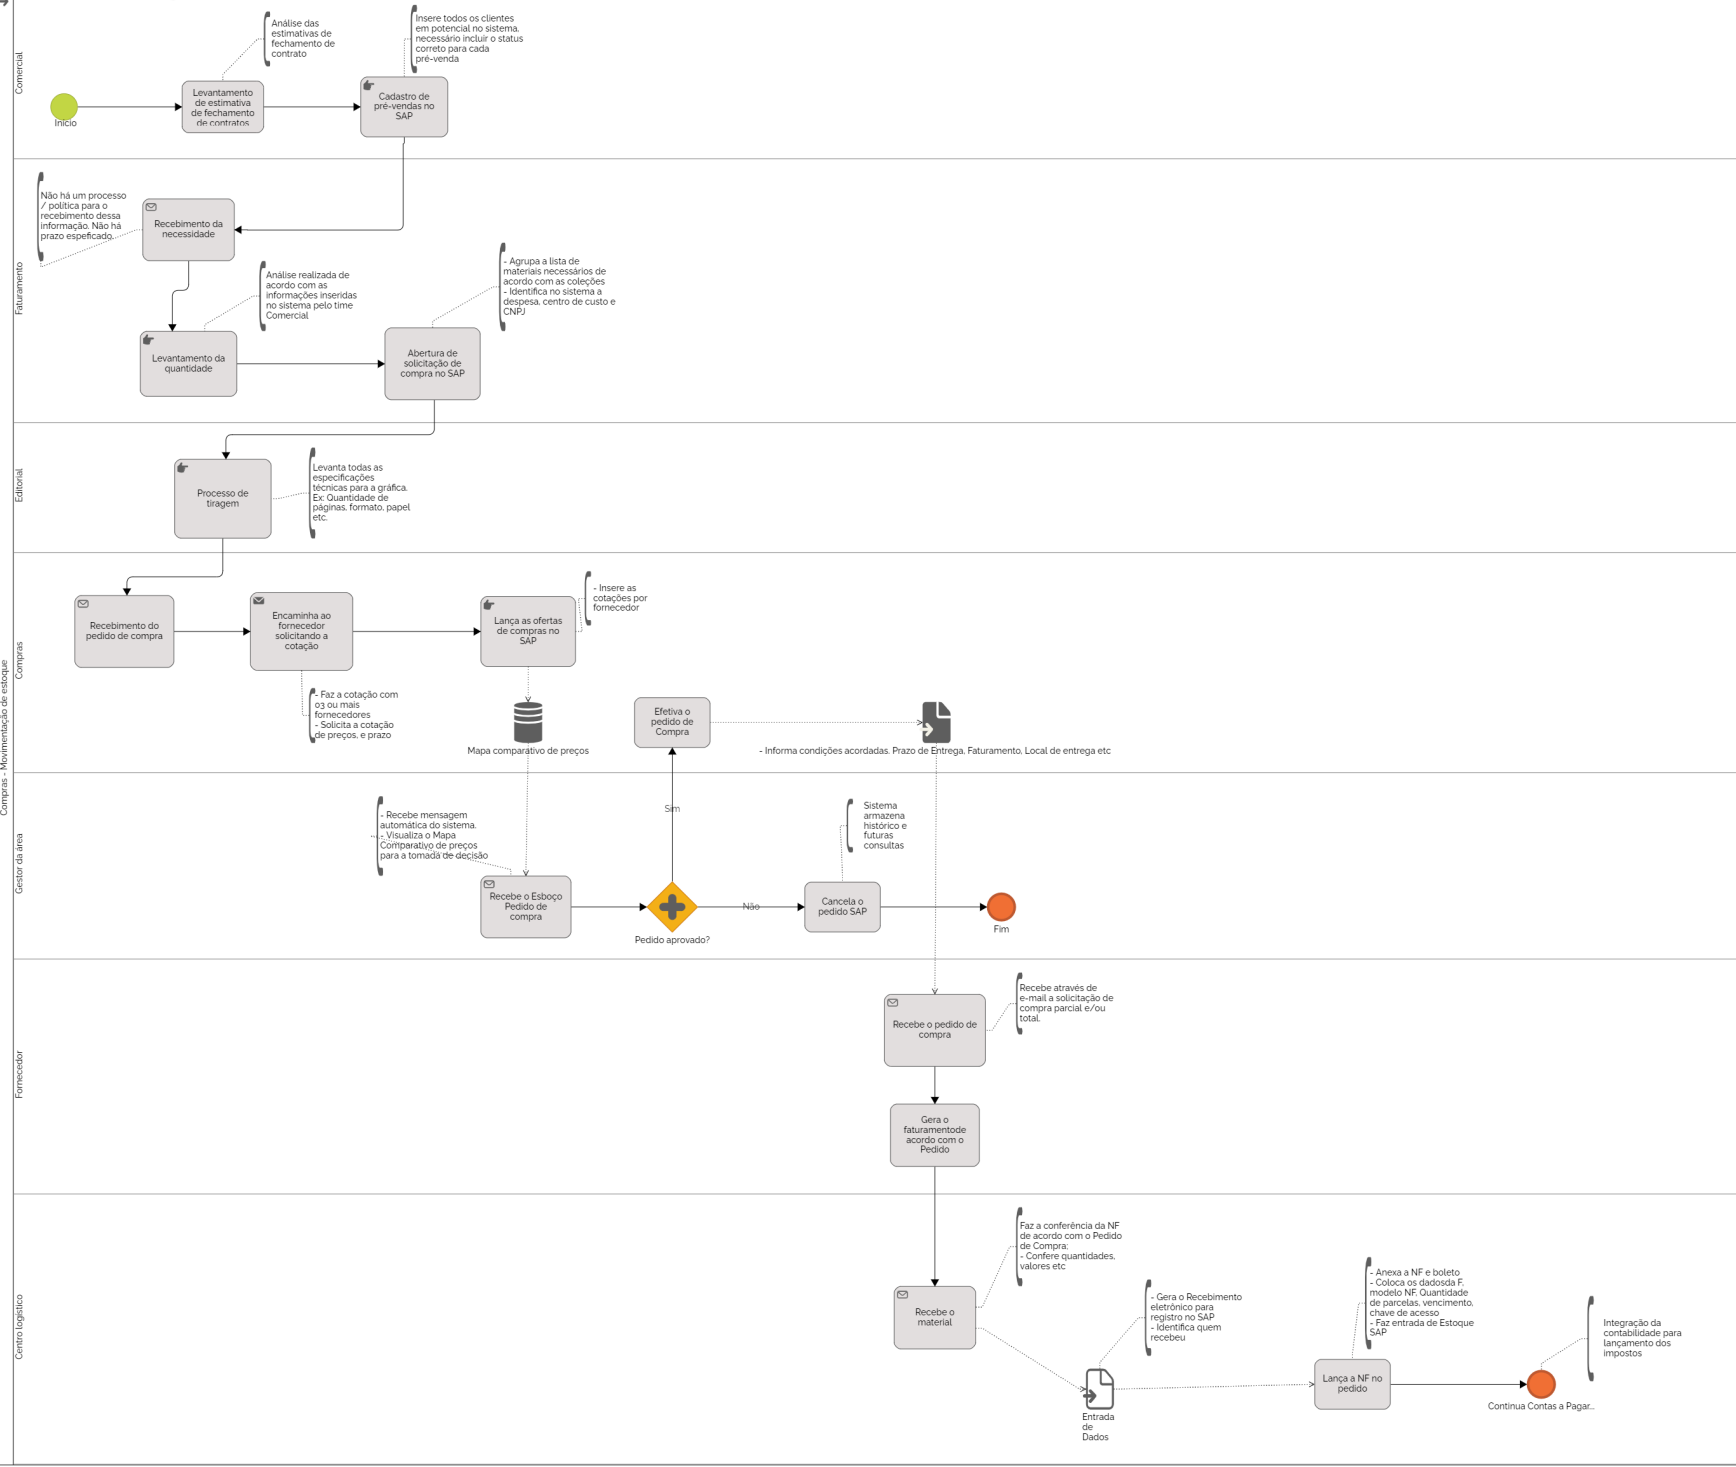 Compras - Movimentação de estoque
Comercial
Análise das
estimativas de
fechamento de
contrato
Insere todos os clientes
em potencial no sistema,
necessário incluir o status
correto para cada
pré-venda
Início
Levantamento
de estimativa
de fechamento
de contratos
Cadastro de
pré-vendas no
SAP
Faturamento
Não há um processo
/ política para o
recebimento dessa
informação. Não há
prazo espeficado.
Recebimento da
necessidade
Análise realizada de
acordo com as
informações inseridas
no sistema pelo time
Comercial
- Agrupa a lista de
materiais necessários de
acordo com as coleções
- Identifica no sistema a
despesa, centro de custo e
CNPJ
Levantamento da
quantidade
Abertura de
solicitação de
compra no SAP
Editorial
Processo de
tiragem
Levanta todas as
especificações
técnicas para a gráfica.
Ex: Quantidade de
páginas, formato, papel
etc.
Compras
Recebimento do
pedido de compra
Encaminha ao
fornecedor
solicitando a
cotação
Lança as ofertas
de compras no
SAP
- Insere as
cotações por
fornecedor
- Faz a cotação com
03 ou mais
fornecedores
- Solicita a cotação
de preços, e prazo
Mapa comparativo de preços
Efetiva o
pedido de
Compra
- Informa condições acordadas. Prazo de Entrega, Faturamento, Local de entrega etc
Gestor da área
- Recebe mensagem
automática do sistema.
- Visualiza o Mapa
Comparativo de preços
para a tomada de decisão
Sim
Sistema
armazena
histórico e
futuras
consultas
Recebe o Esboço
Pedido de
compra
Pedido aprovado?
Não
Cancela o
pedido SAP
Fim
Fornecedor
Recebe o pedido de
compra
Recebe através de
e-mail a solicitação de
compra parcial e/ou
total.
Gera o
faturamentode
acordo com o
Pedido
Centro logístico
Faz a conferência da NF
de acordo com o Pedido
de Compra:
- Confere quantidades,
valores etc
Recebe o
material
- Gera o Recebimento
eletrônico para
registro no SAP
- Identifica quem
recebeu
Entrada
de
Dados
- Anexa a NF e boleto
- Coloca os dadosda F,
modelo NF, Quantidade
de parcelas, vencimento,
chave de acesso
- Faz entrada de Estoque
SAP
Lança a NF no
pedido
Integração da
contabilidade para
lançamento dos
impostos
Continua Contas a Pagar...